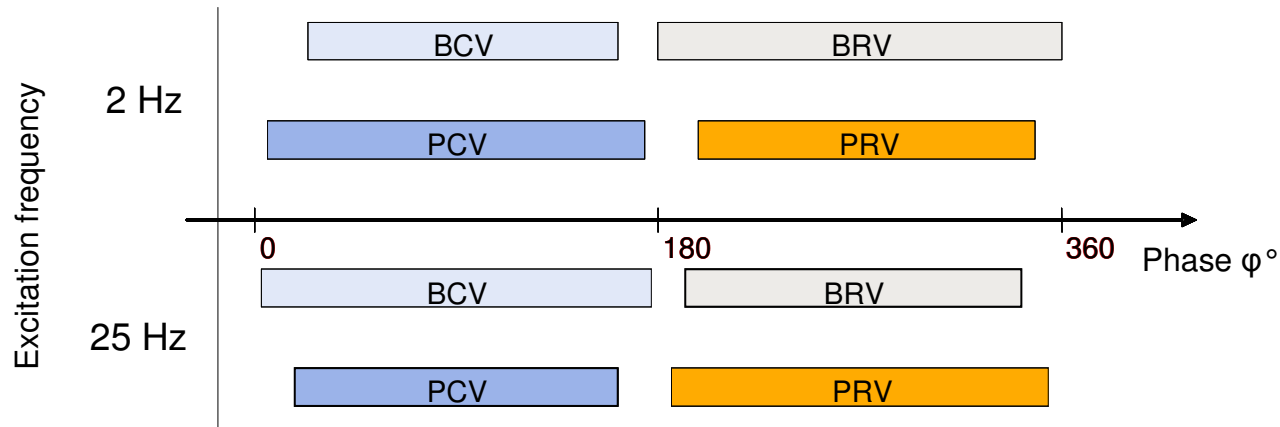 BCV
BRV
2 Hz
PCV
PRV
Excitation frequency
0
180
360
Phase φ°
BCV
BRV
25 Hz
PCV
PRV